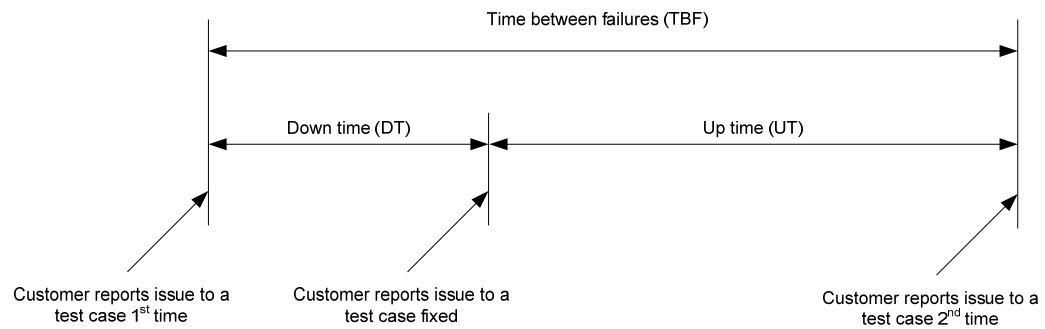 Time between failures (TBF)
Down time (DT)
Up time (UT)
Customer reports issue to a
test case 1st time
Customer reports issue to a
test case fixed
Customer reports issue to a
test case 2nd time